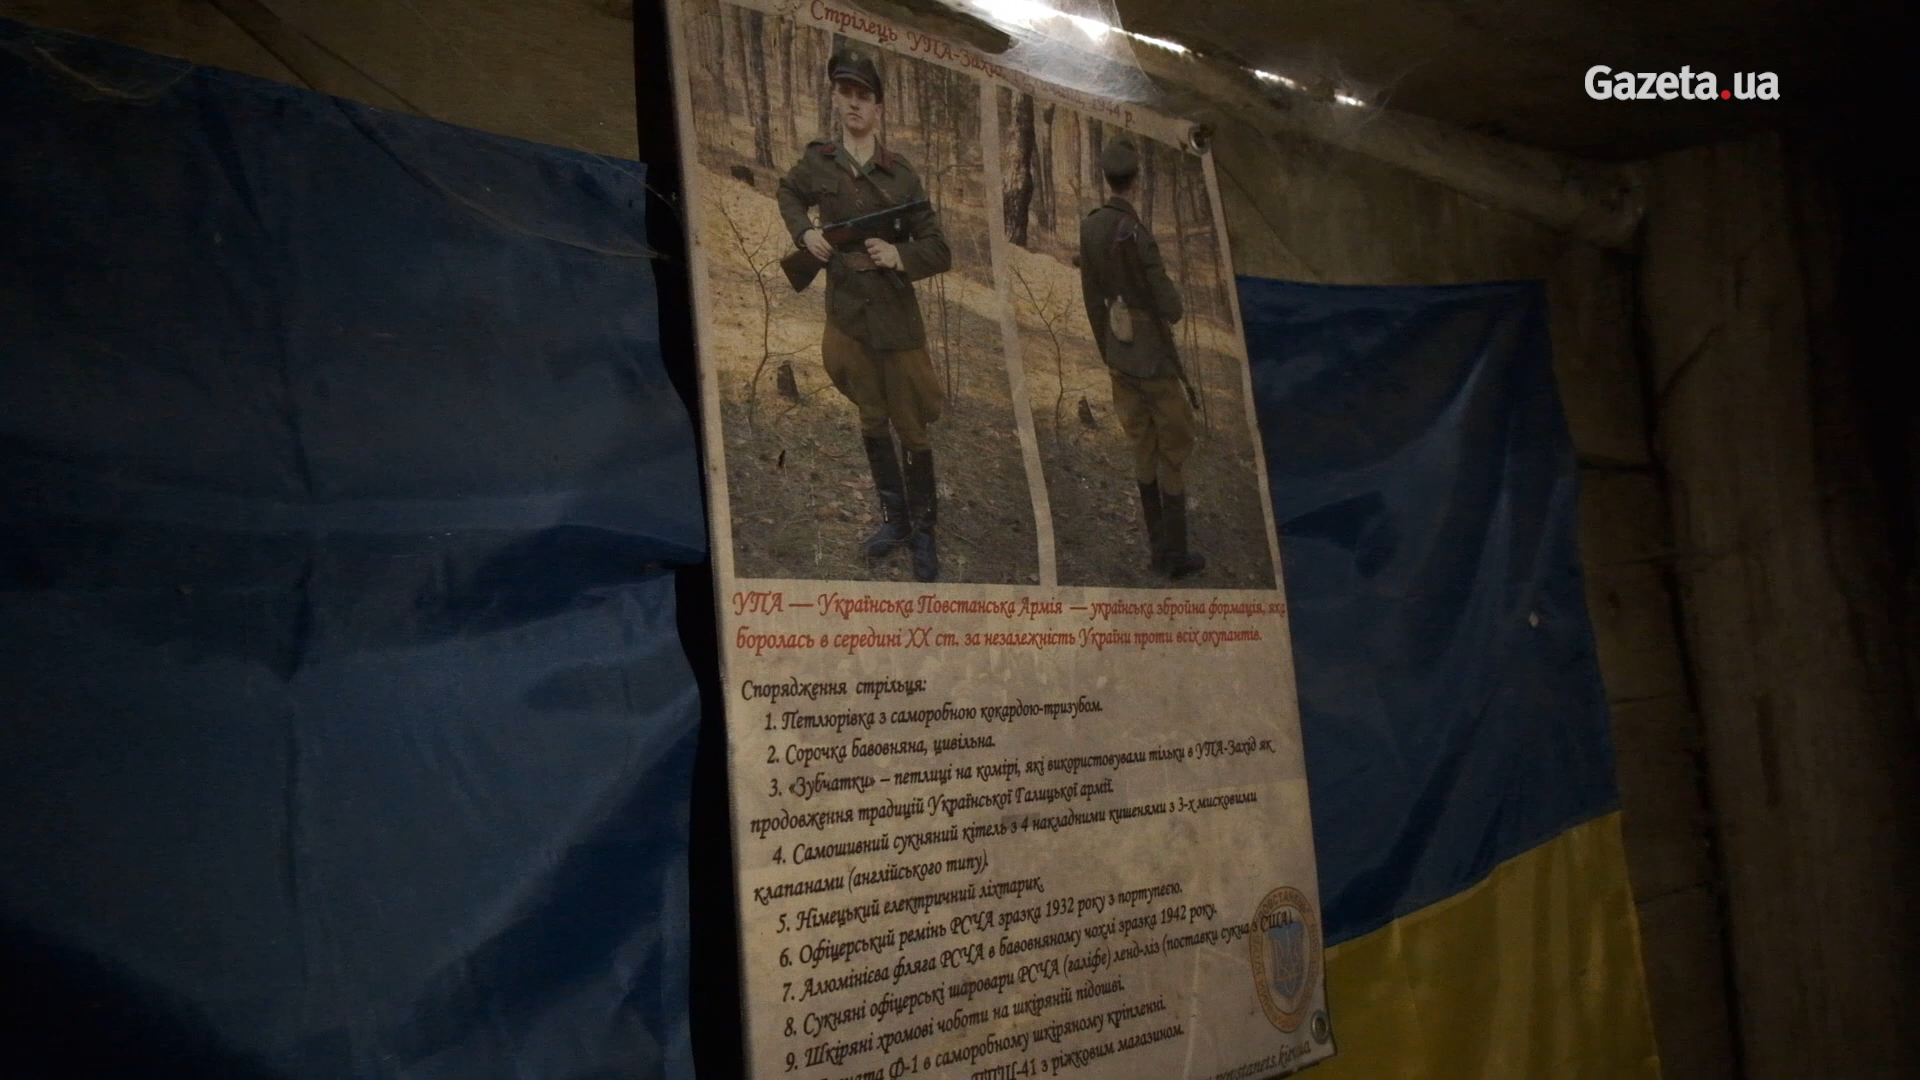 Gazeta.ua
Стрілець УПА-Захід 1944 р.
УПА — Українська Повстанська Армія — українська збройна формація, яка
боролась в середині ХХ ст. за незалежність України проти всіх окупантів.
Спорядження стрільця:
1. Петлюрівка з саморобною кокардою-тризубом.
2. Сорочка бавовняна, цивільна.
3. «Зубчатки» – петлиці на комірі, які використовували тільки в УПА-Захід як
продовження традицій Української Галицької армії.
4. Самошивний сукняний кітель з 4 накладними кишенями з 3-х мисковими
клапанами (англійського типу).
5. Німецький електричний ліхтарик.
6. Офіцерський ремінь РСЧА зразка 1932 року з портупеєю.
7. Алюмінієва фляга РСЧА в бавовняному чохлі зразка 1942 року.
8. Сукняні офіцерські шаровари РСЧА (галіфе) ленд-ліз (поставки сукна з США).
9. Шкіряні хромові чоботи на шкіряній підошві.
Ф-1 в саморобному шкіряному кріпленні.
ППШ-41 з ріжковим магазином.